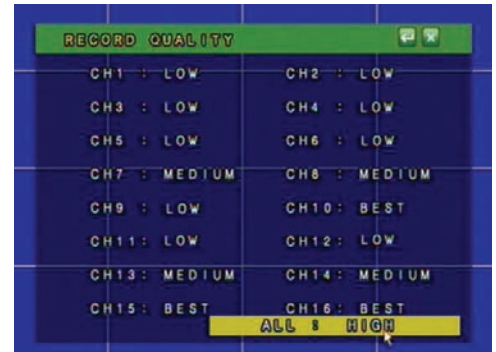 RECORD QUALITY
CH1 : LOW CH2 : LOW
CH3 : LOW CH4 : LOW
CH5 : LOW CH6 : LOW
CH7 : MEDIUM CH8 : MEDIUM
CH9 : LOW CH10: BEST
CH11: LOW CH12: LOW
CH13: MEDIUM CH14: MEDIUM
CH15: BEST CH16: BEST
ALL : HIGH